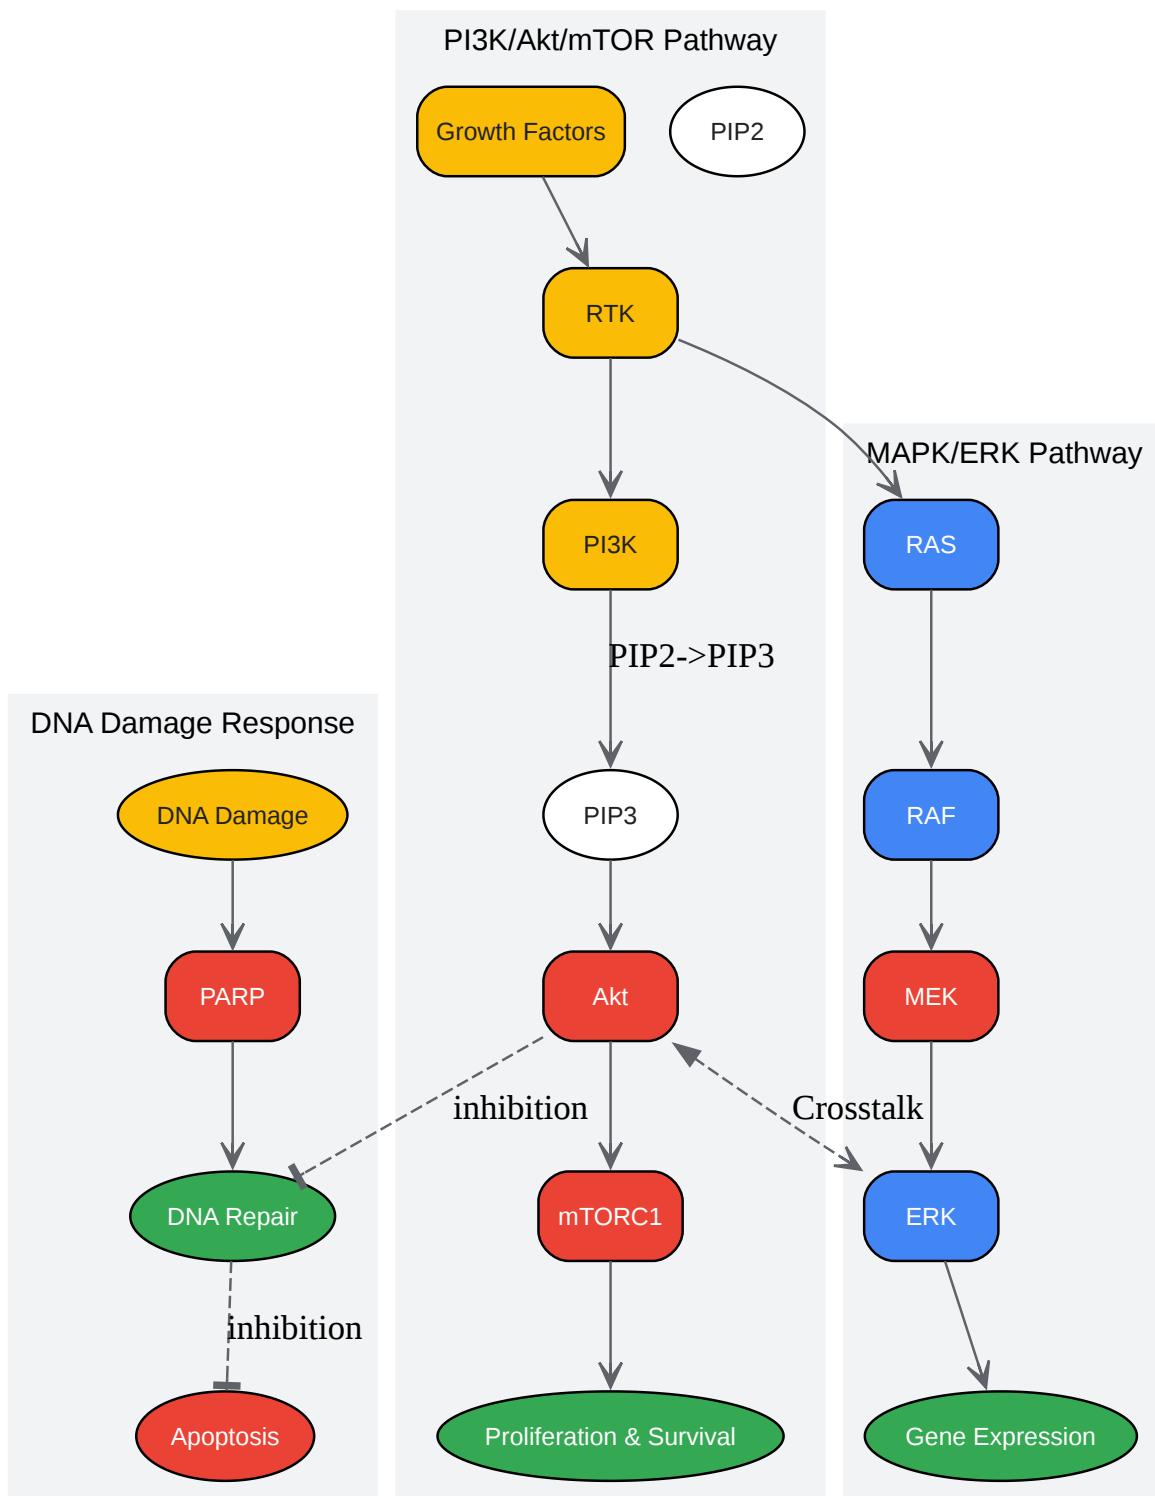 PI3K/Akt/mTOR Pathway
Growth Factors
PIP2
RTK
PI3K
PIP2->PIP3
PIP3
Akt
inhibition
mTORC1
Proliferation & Survival
MAPK/ERK Pathway
RAS
RAF
MEK
Crosstalk
ERK
Gene Expression
DNA Damage Response
DNA Damage
PARP
DNA Repair
inhibition
Apoptosis